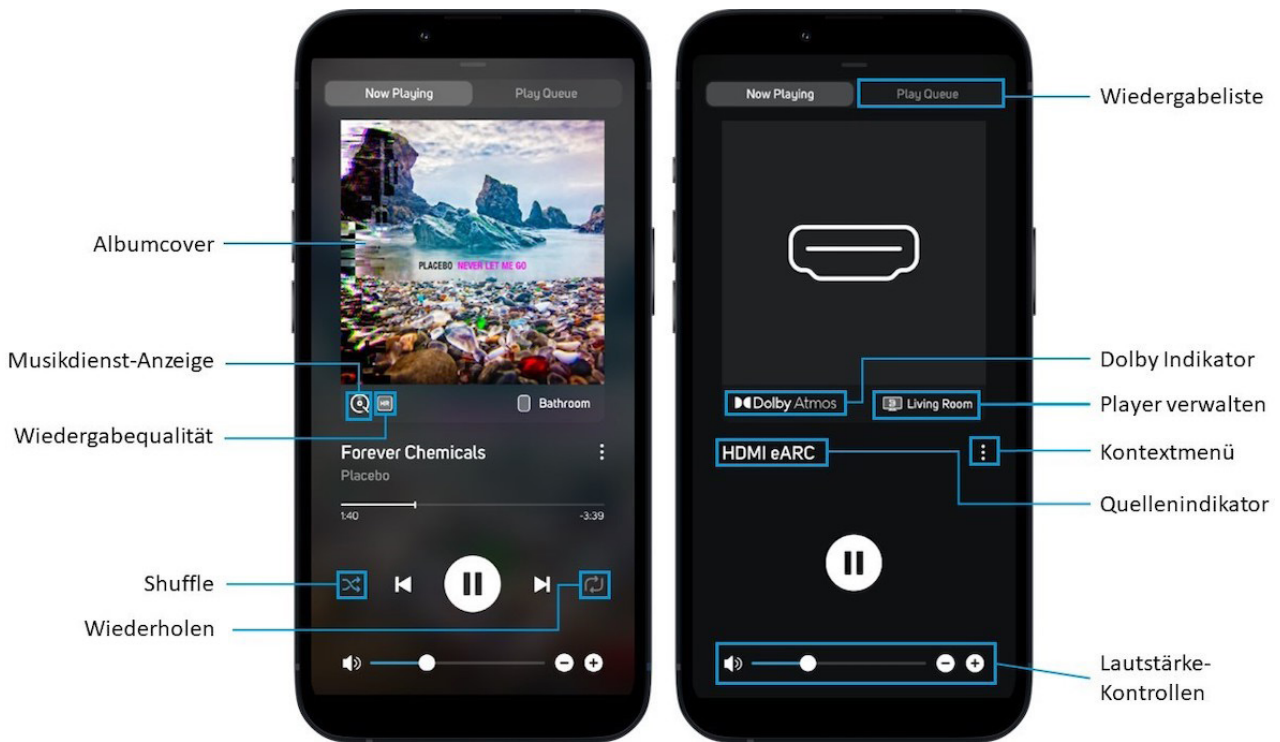 Now Playing
Play Queue
Albumcover
PLACEBO NEVER LET ME GO
Musikdienst-Anzeige
HR
Bathroom
Wiedergabequalität
Forever Chemicals
Placebo
1:40
-3:39
Shuffle
Wiederholen
Now Playing
Play Queue
Wiedergabeliste
Dolby Atmos
Dolby Indikator
Living Room
Player verwalten
HDMI eARC
Kontextmenü
Quellenindikator
Lautstärke-
Kontrollen